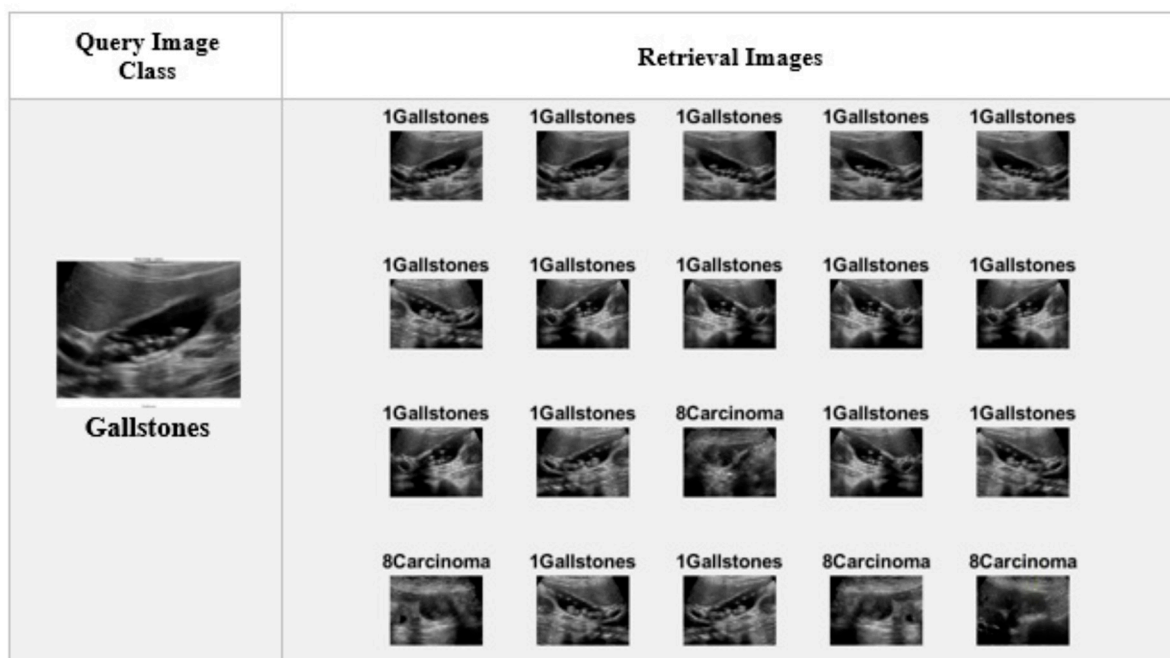 Query Image
Class
Retrieval Images
1Gallstones 1Gallstones 1Gallstones 1Gallstones 1Gallstones
1Gallstones 1Gallstones 1Gallstones 1Gallstones 1Gallstones
Gallstones
1Gallstones 1Gallstones 8Carcinoma 1Gallstones 1Gallstones
8Carcinoma 1Gallstones 1Gallstones 8Carcinoma 8Carcinoma